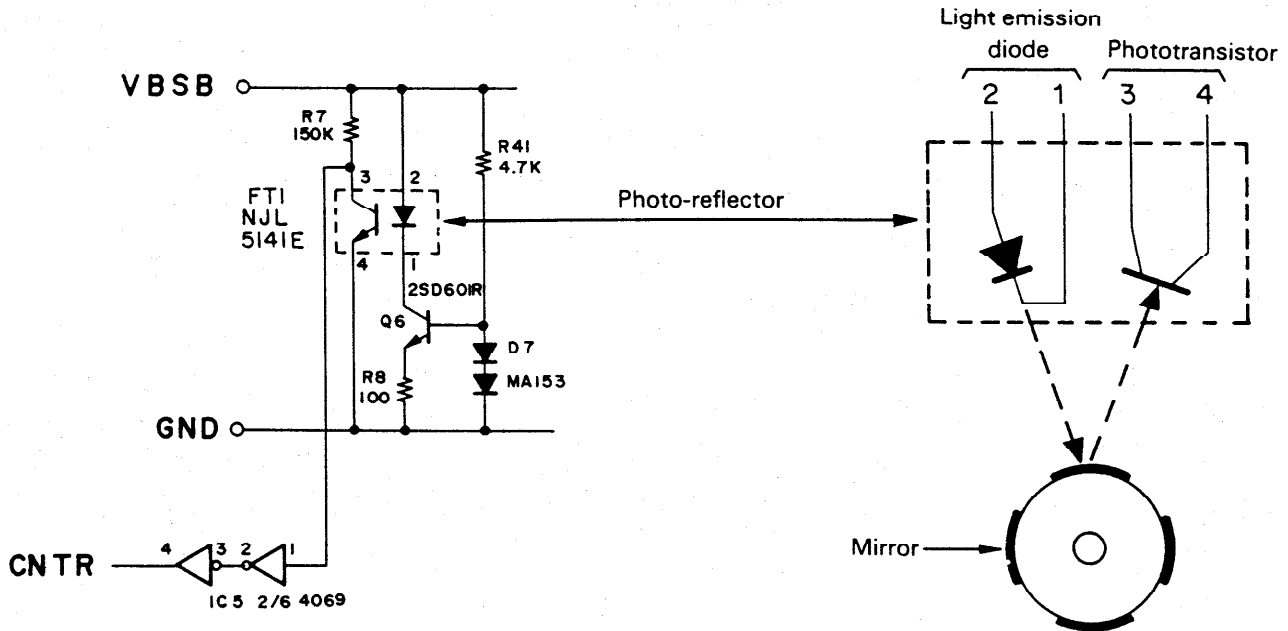 Light emission
diode
Phototransistor
2 1 3 4
VBSB
R7
150K
R41
4.7K
3 2
FT1
NJL
5141E
4 1
Photo-reflector
2SD601R
Q6
D7
MA153
R8
100
GND
CNTR
4 3 2 1
IC5 2/6 4069
Mirror